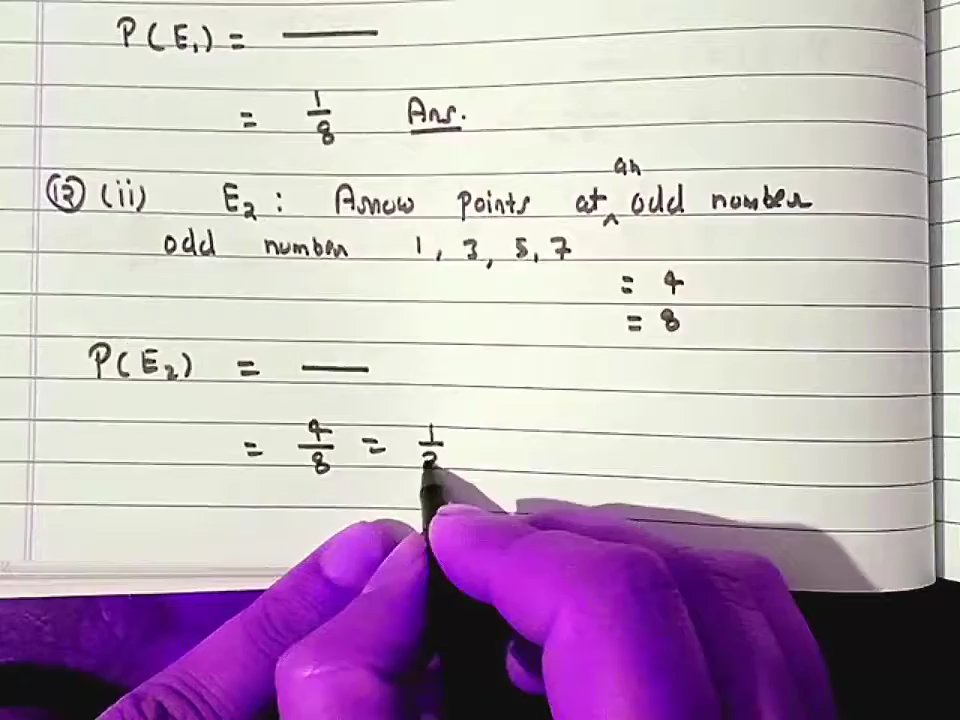 P(E₁) = ——
= 1/8 Ans.
(12) (ii) E₂ : Arrow points at an odd number
odd number 1, 3, 5, 7
= 4
= 8
P(E₂) = ——
= 4/8 = 1/2